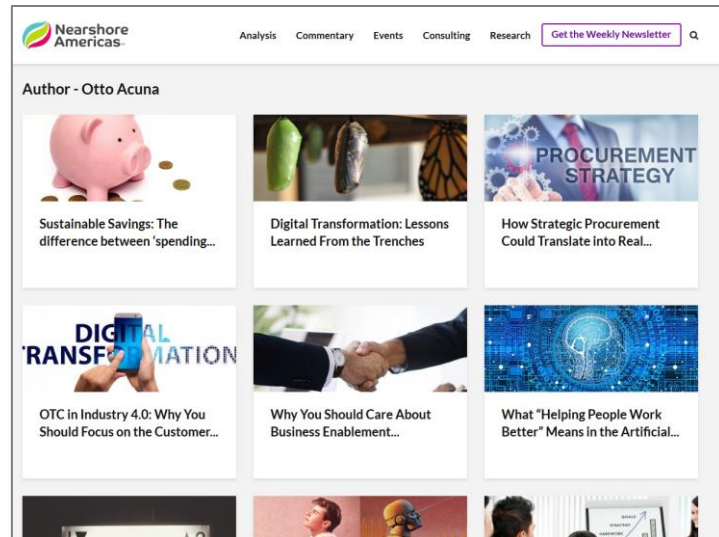 Nearshore
Americas
Analysis Commentary Events Consulting Research Get the Weekly Newsletter
Author - Otto Acuna
PROCUREMENT
STRATEGY
Sustainable Savings: The
difference between ‘spending...
Digital Transformation: Lessons
Learned From the Trenches
How Strategic Procurement
Could Translate into Real...
DIGITAL
TRANSFORMATION
OTC in Industry 4.0: Why You
Should Focus on the Customer...
Why You Should Care About
Business Enablement...
What “Helping People Work
Better” Means in the Artificial...